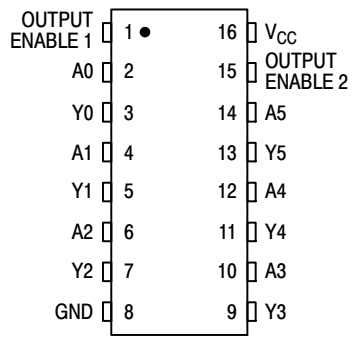 OUTPUT
ENABLE 1 1 16 VCC
A0 2 15 OUTPUT
ENABLE 2
Y0 3 14 A5
A1 4 13 Y5
Y1 5 12 A4
A2 6 11 Y4
Y2 7 10 A3
GND 8 9 Y3